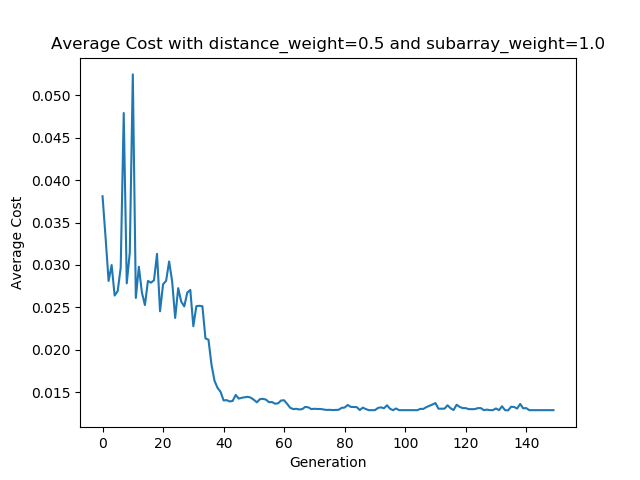 Average Cost with distance_weight=0.5 and subarray_weight=1.0
0.050
0.045
0.040
0.035
0.030
0.025
0.020
0.015
Average Cost
0 20 40 60 80 100 120 140
Generation